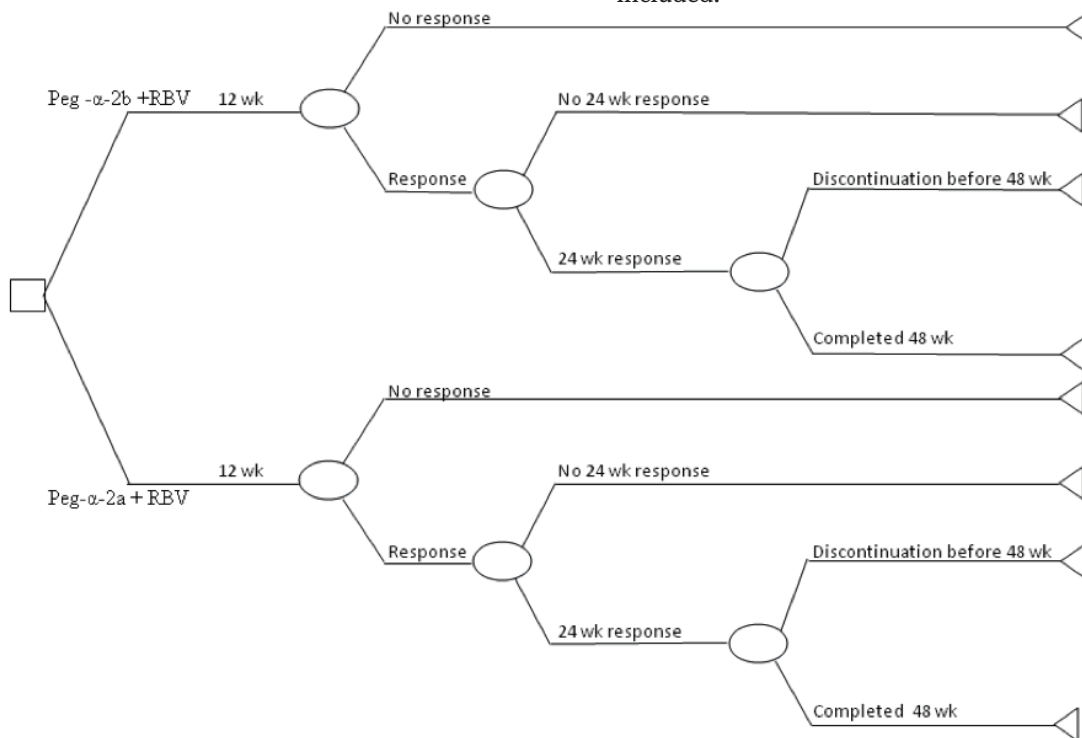 included.
No response
Peg -α-2b +RBV
12 wk
No 24 wk response
Response
Discontinuation before 48 wk
24 wk response
Completed 48 wk
No response
12 wk
Peg-α-2a + RBV
No 24 wk response
Response
Discontinuation before 48 wk
24 wk response
Completed 48 wk